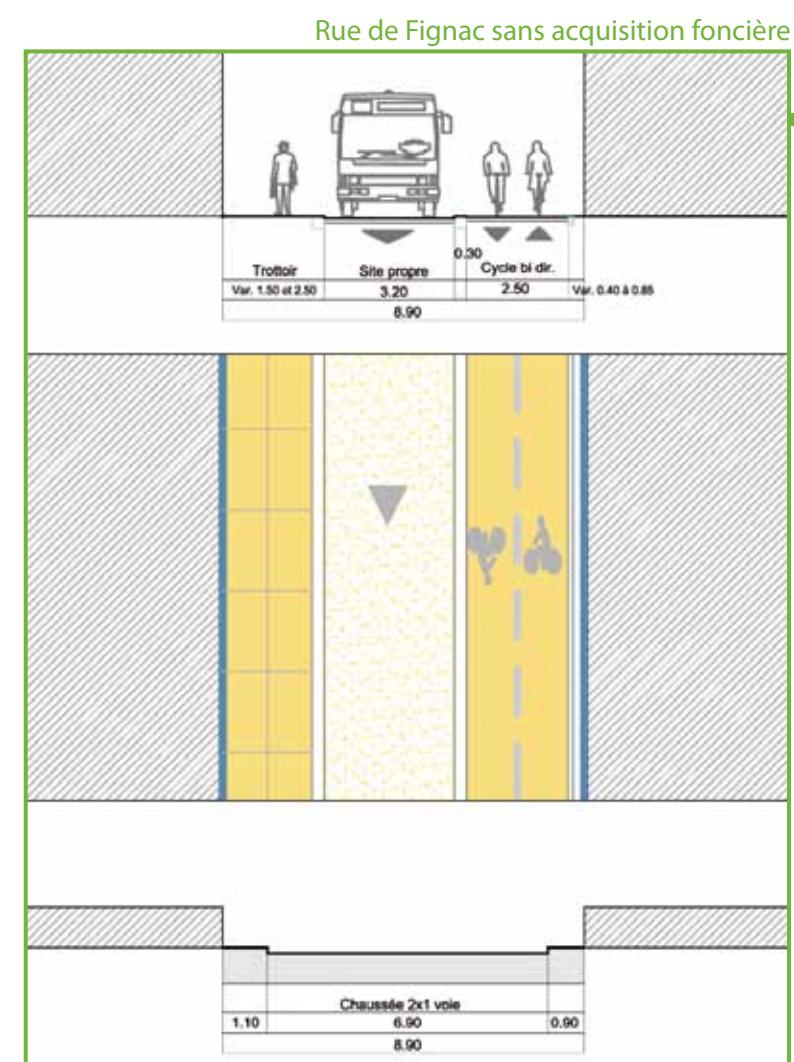 Rue de Fignac sans acquisition foncière
0.30
Trottoir Site propre Cycle bi dir.
Var. 1.50 et 2.50 3.20 2.50 Var. 0.40 à 0.85
8.90
Chaussée 2x1 voie
1.10 6.90 0.90
8.90